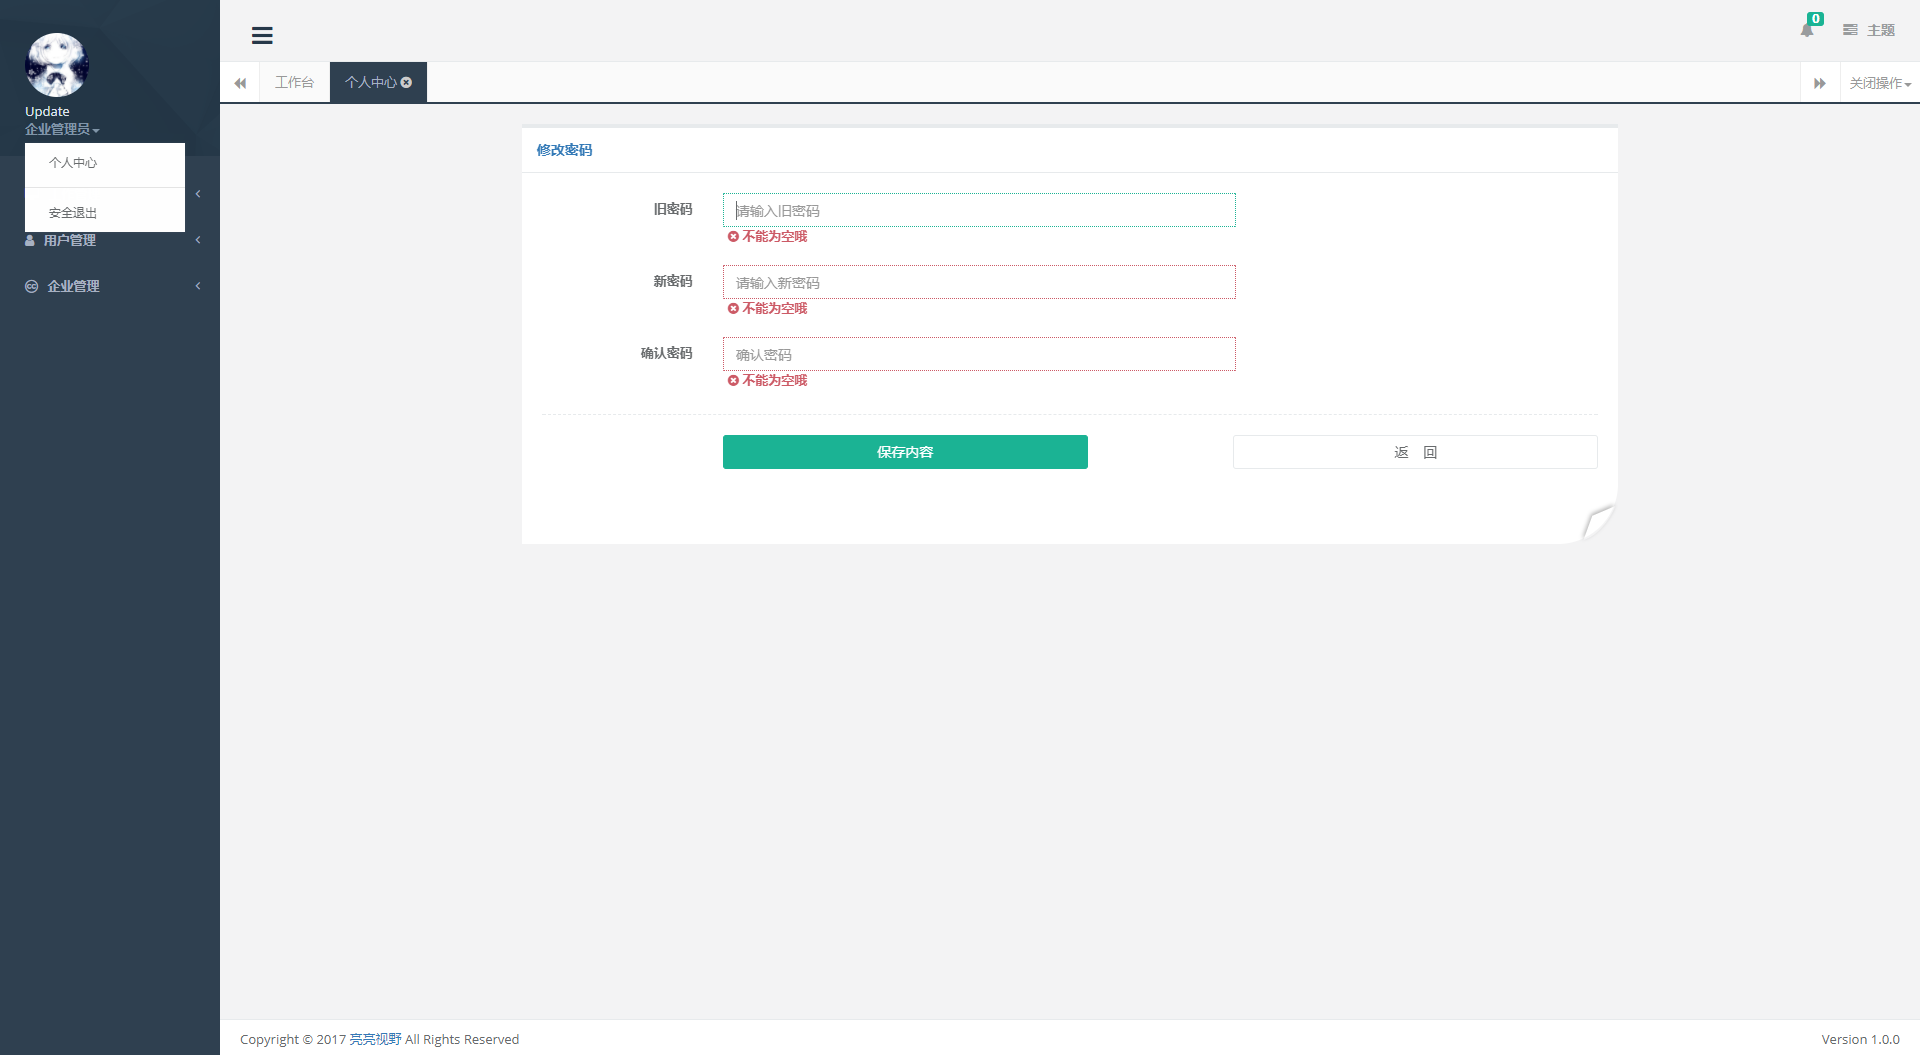 0
主题
Update
企业管理员
个人中心
安全退出
用户管理
企业管理
工作台
个人中心
关闭操作
修改密码
旧密码
请输入旧密码
不能为空哦
新密码
请输入新密码
不能为空哦
确认密码
确认密码
不能为空哦
保存内容
返 回
Copyright © 2017 亮亮视野 All Rights Reserved
Version 1.0.0